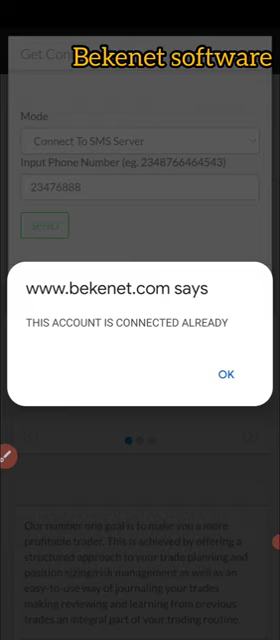 Bekenet software
Get Con
Mode
Connect To SMS Server
Input Phone Number (eg. 2348766464543)
23476888
SEND
www.bekenet.com says
THIS ACCOUNT IS CONNECTED ALREADY
OK
Our number one goal is to make you a more
profitable trader. This is achieved by offering a
structured approach to your trade planning and
position sizing/risk management as well as an
easy-to-use way of journaling your trades
making reviewing and learning from previous
trades an integral part of your trading routine.